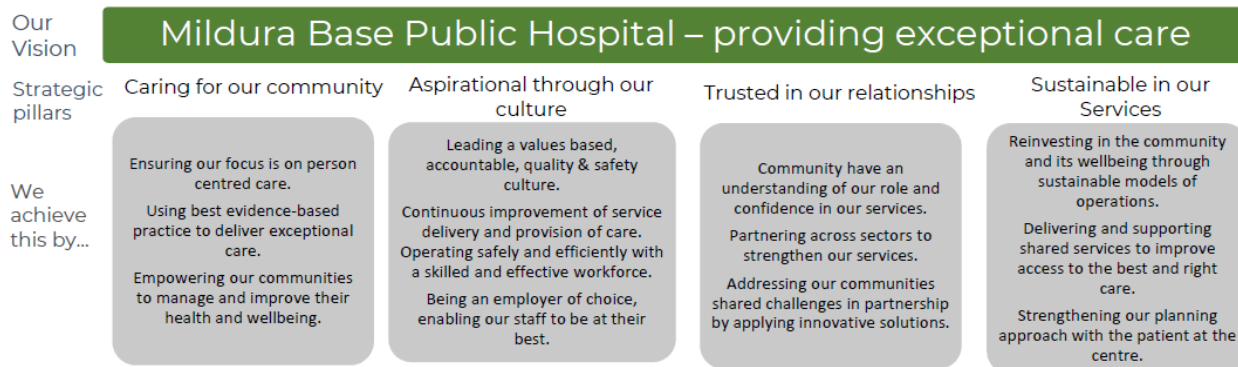 Our
Vision
Mildura Base Public Hospital – providing exceptional care
Strategic
pillars
Caring for our community
Aspirational through our
culture
Trusted in our relationships
Sustainable in our
Services
We
achieve
this by...
Ensuring our focus is on person
centred care.
Using best evidence-based
practice to deliver exceptional
care.
Empowering our communities
to manage and improve their
health and wellbeing.
Leading a values based,
accountable, quality & safety
culture.
Continuous improvement of service
delivery and provision of care.
Operating safely and efficiently with
a skilled and effective workforce.
Being an employer of choice,
enabling our staff to be at their
best.
Community have an
understanding of our role and
confidence in our services.
Partnering across sectors to
strengthen our services.
Addressing our communities
shared challenges in partnership
by applying innovative solutions.
Reinvesting in the community
and its wellbeing through
sustainable models of
operations.
Delivering and supporting
shared services to improve
access to the best and right
care.
Strengthening our planning
approach with the patient at the
centre.